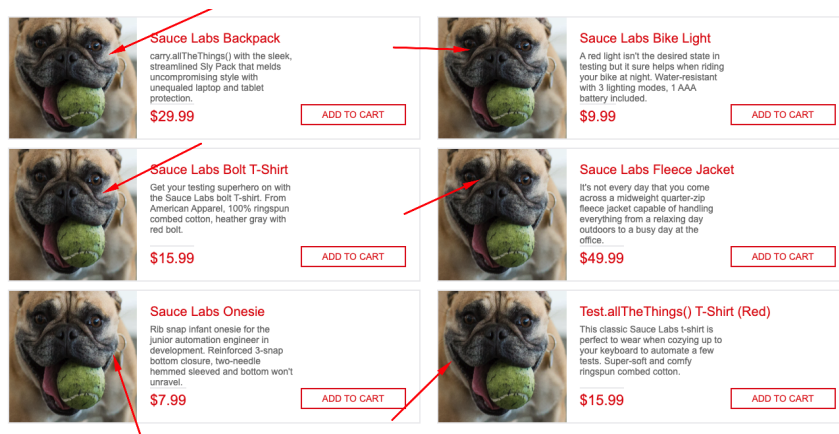 Sauce Labs Backpack
carry.allTheThings() with the sleek,
streamlined Sly Pack that melds
uncompromising style with
unequaled laptop and tablet
protection.
$29.99
ADD TO CART
Sauce Labs Bike Light
A red light isn't the desired state in
testing but it sure helps when riding
your bike at night. Water-resistant
with 3 lighting modes, 1 AAA
battery included.
$9.99
ADD TO CART
Sauce Labs Bolt T-Shirt
Get your testing superhero on with
the Sauce Labs bolt T-shirt. From
American Apparel, 100% ringspun
combed cotton, heather gray with
red bolt.
$15.99
ADD TO CART
Sauce Labs Fleece Jacket
It's not every day that you come
across a midweight quarter-zip
fleece jacket capable of handling
everything from a relaxing day
outdoors to a busy day at the
office.
$49.99
ADD TO CART
Sauce Labs Onesie
Rib snap infant onesie for the
junior automation engineer in
development. Reinforced 3-snap
bottom closure, two-needle
hemmed sleeved and bottom won't
unravel.
$7.99
ADD TO CART
Test.allTheThings() T-Shirt (Red)
This classic Sauce Labs t-shirt is
perfect to wear when cozying up to
your keyboard to automate a few
tests. Super-soft and comfy
ringspun combed cotton.
$15.99
ADD TO CART